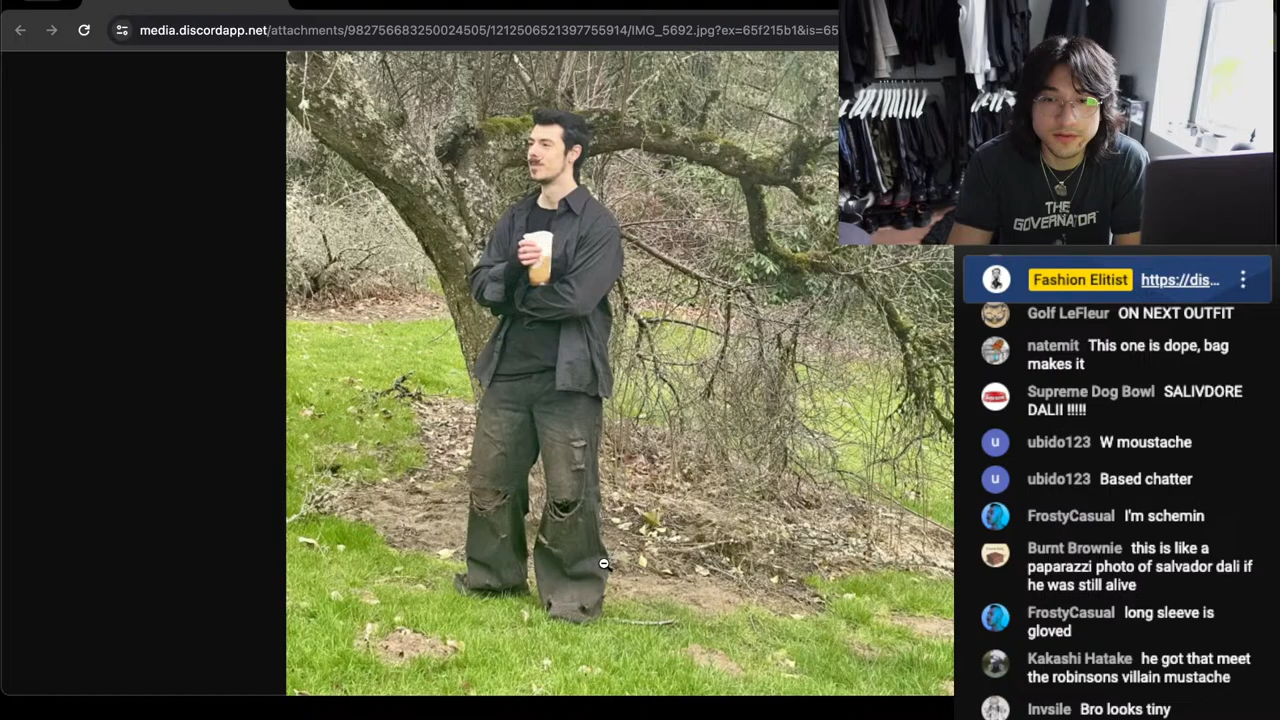 media.discordapp.net/attachments/982756683250024505/1212506521397755914/IMG_5692.jpg?ex=65f215b1&is=65
THE
GOVERNATOR
Fashion Elitist https://dis...
Golf LeFleur ON NEXT OUTFIT
natemit This one is dope, bag
makes it
Supreme Dog Bowl SALIVDORE
DALII !!!!!
u ubido123 W moustache
u ubido123 Based chatter
FrostyCasual I'm schemin
Burnt Brownie this is like a
paparazzi photo of salvador dali if
he was still alive
FrostyCasual long sleeve is
gloved
Kakashi Hatake he got that meet
the robinsons villain mustache
Invsile Bro looks tiny